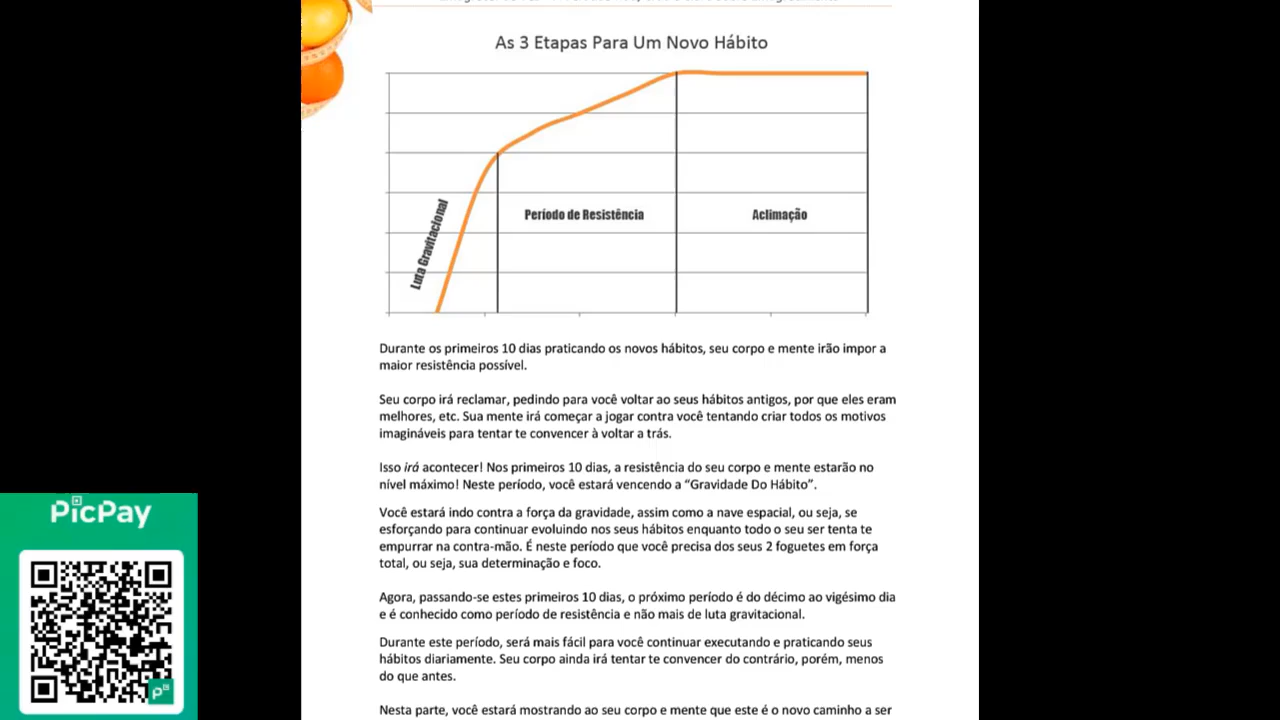 As 3 Etapas Para Um Novo Hábito
Luta Gravitacional
Período de Resistência
Aclimação
Durante os primeiros 10 dias praticando os novos hábitos, seu corpo e mente irão impor a
maior resistência possível.
Seu corpo irá reclamar, pedindo para você voltar ao seus hábitos antigos, por que eles eram
melhores, etc. Sua mente irá começar a jogar contra você tentando criar todos os motivos
imagináveis para tentar te convencer à voltar a trás.
Isso irá acontecer! Nos primeiros 10 dias, a resistência do seu corpo e mente estarão no
nível máximo! Neste período, você estará vencendo a “Gravidade Do Hábito”.
Você estará indo contra a força da gravidade, assim como a nave espacial, ou seja, se
esforçando para continuar evoluindo nos seus hábitos enquanto todo o seu ser tenta te
empurrar na contra-mão. É neste período que você precisa dos seus 2 foguetes em força
total, ou seja, sua determinação e foco.
Agora, passando-se estes primeiros 10 dias, o próximo período é do décimo ao vigésimo dia
e é conhecido como período de resistência e não mais de luta gravitacional.
Durante este período, será mais fácil para você continuar executando e praticando seus
hábitos diariamente. Seu corpo ainda irá tentar te convencer do contrário, porém, menos
do que antes.
Nesta parte, você estará mostrando ao seu corpo e mente que este é o novo caminho a ser
PicPay